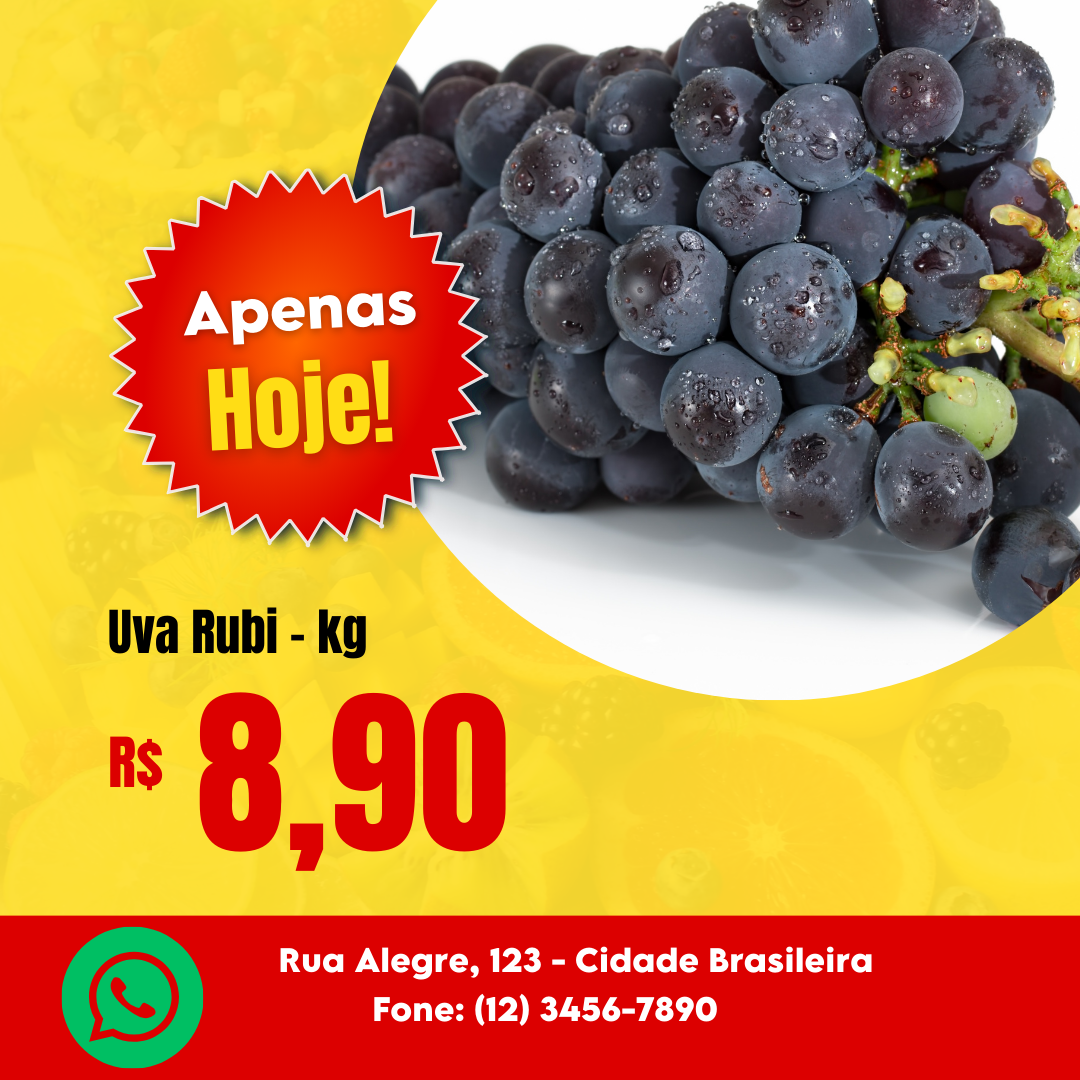 Apenas
Hoje!
Uva Rubi - kg
R$ 8,90
Rua Alegre, 123 - Cidade Brasileira
Fone: (12) 3456-7890